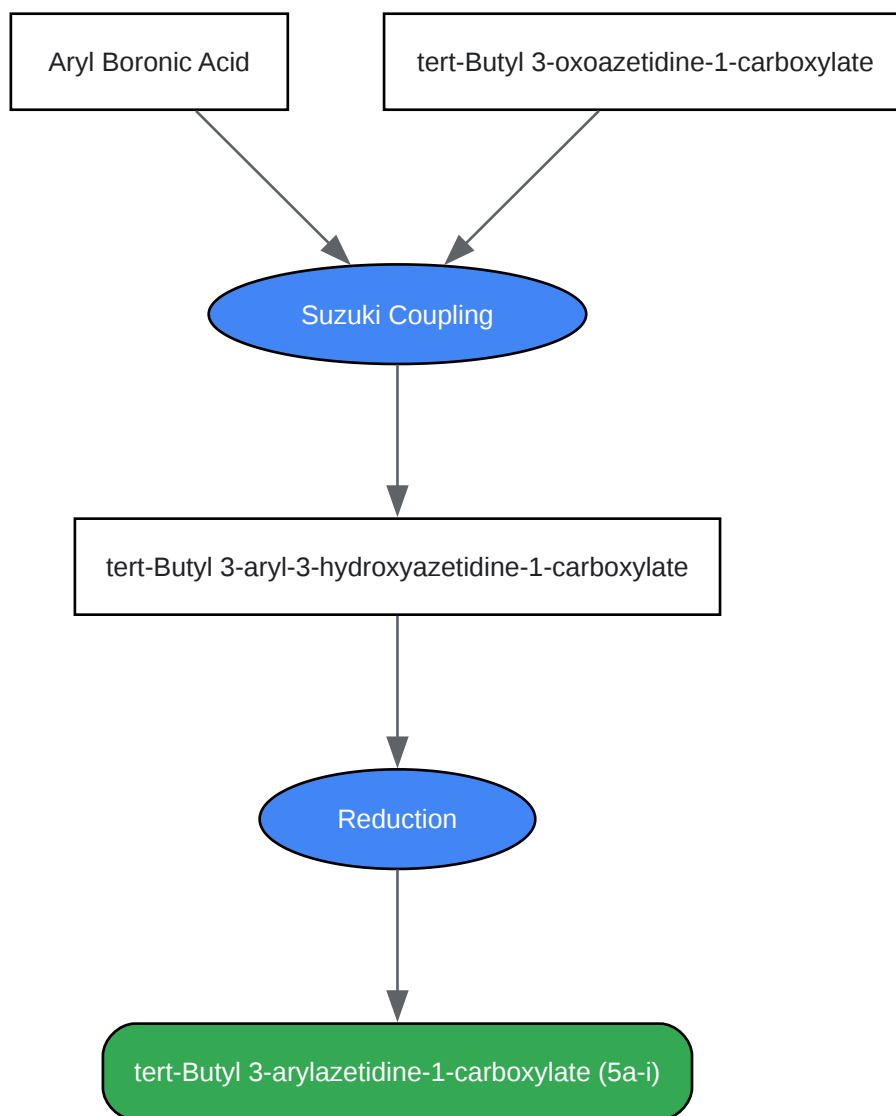 Aryl Boronic Acid
tert-Butyl 3-oxoazetidine-1-carboxylate
Suzuki Coupling
tert-Butyl 3-aryl-3-hydroxyazetidine-1-carboxylate
Reduction
tert-Butyl 3-arylazetidine-1-carboxylate (5a-i)